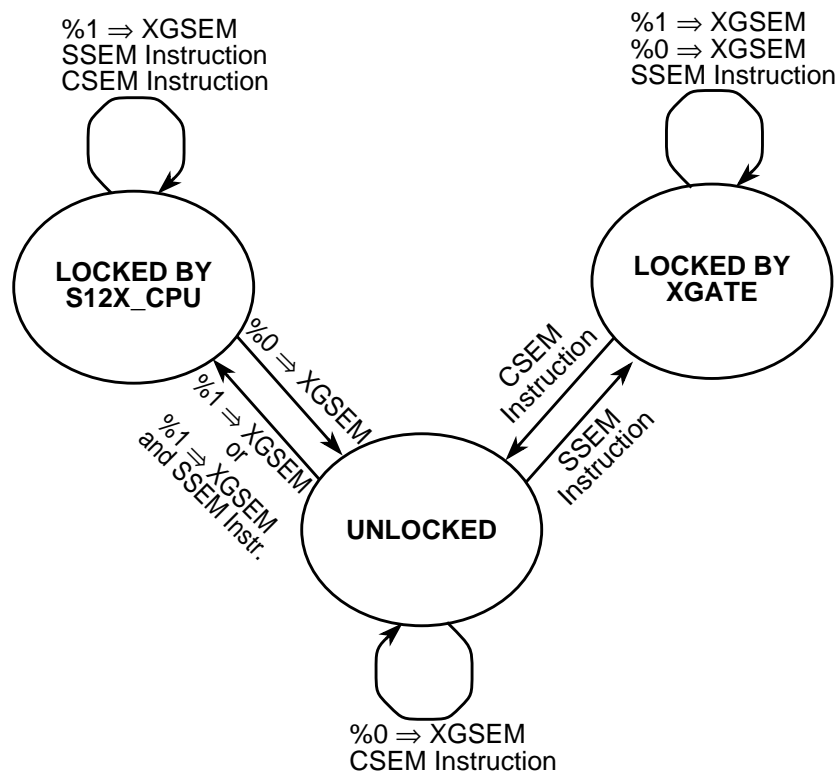 %1 ⇒ XGSEM
SSEM Instruction
CSEM Instruction
%1 ⇒ XGSEM
%0 ⇒ XGSEM
SSEM Instruction
LOCKED BY
S12X_CPU
LOCKED BY
XGATE
%0 ⇒ XGSEM
%1 ⇒ XGSEM
or
%1 ⇒ XGSEM
and SSEM Instr.
CSEM
Instruction
SSEM
Instruction
UNLOCKED
%0 ⇒ XGSEM
CSEM Instruction